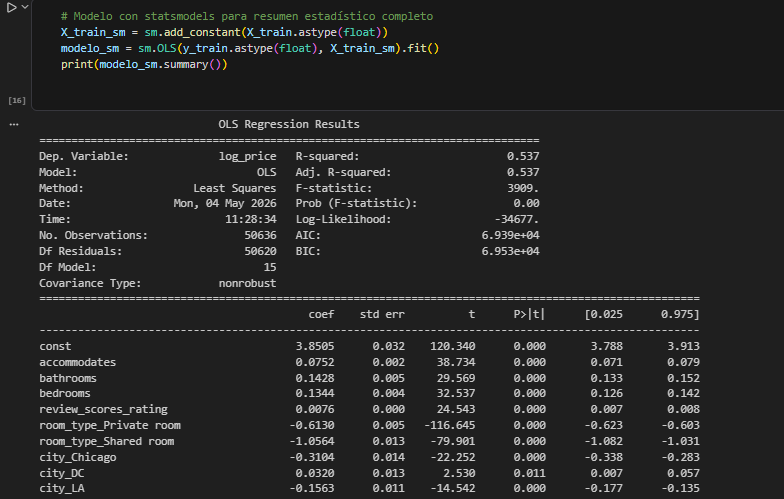 # Modelo con statsmodels para resumen estadístico completo
X_train_sm = sm.add_constant(X_train.astype(float))
modelo_sm = sm.OLS(y_train.astype(float), X_train_sm).fit()
print(modelo_sm.summary())
[16]
...
OLS Regression Results
==============================================================================
Dep. Variable: log_price R-squared: 0.537
Model: OLS Adj. R-squared: 0.537
Method: Least Squares F-statistic: 3909.
Date: Mon, 04 May 2026 Prob (F-statistic): 0.00
Time: 11:28:34 Log-Likelihood: -34677.
No. Observations: 50636 AIC: 6.939e+04
Df Residuals: 50620 BIC: 6.953e+04
Df Model: 15
Covariance Type: nonrobust
==============================================================================
coef std err t P>|t| [0.025 0.975]
------------------------------------------------------------------------------
const 3.8505 0.032 120.340 0.000 3.788 3.913
accommodates 0.0752 0.002 38.734 0.000 0.071 0.079
bathrooms 0.1428 0.005 29.569 0.000 0.133 0.152
bedrooms 0.1344 0.004 32.537 0.000 0.126 0.142
review_scores_rating 0.0076 0.000 24.543 0.000 0.007 0.008
room_type_Private room -0.6130 0.005 -116.645 0.000 -0.623 -0.603
room_type_Shared room -1.0564 0.013 -79.901 0.000 -1.082 -1.031
city_Chicago -0.3104 0.014 -22.252 0.000 -0.338 -0.283
city_DC 0.0320 0.013 2.530 0.011 0.007 0.057
city_LA -0.1563 0.011 -14.542 0.000 -0.177 -0.135